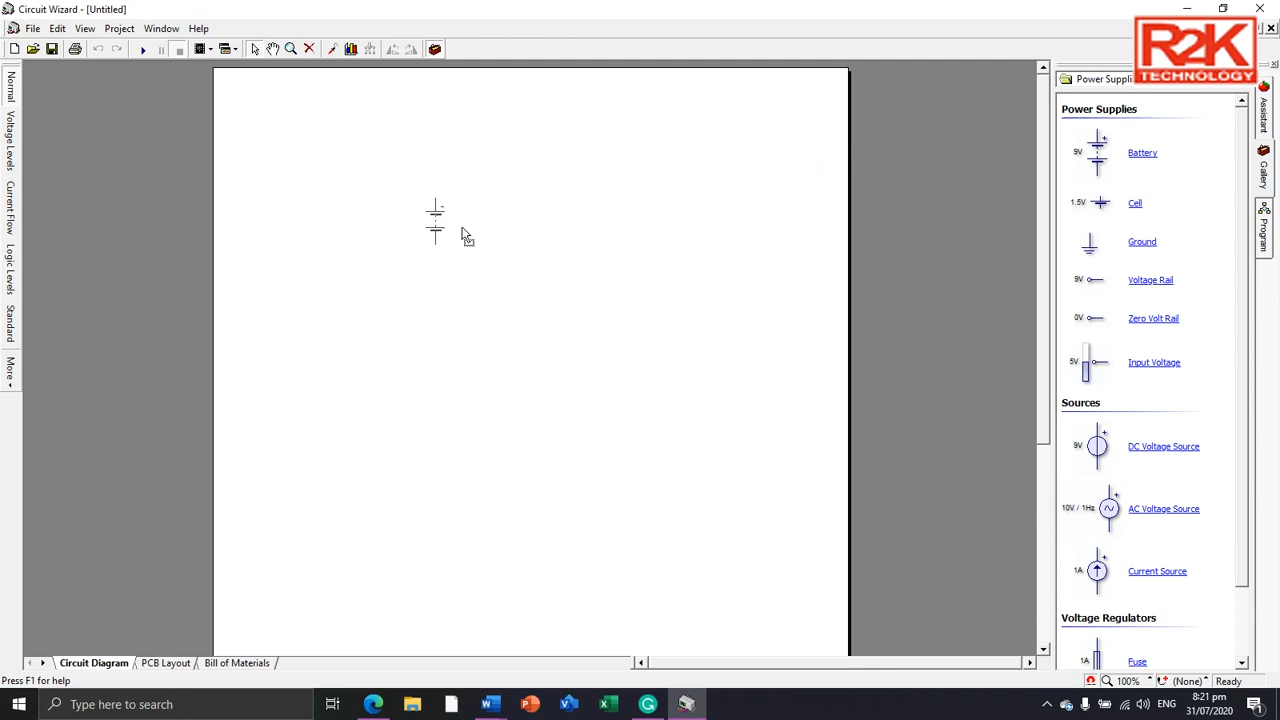 Circuit Wizard - [Untitled]
File Edit View Project Window Help
R2K
TECHNOLOGY
Normal
Voltage Levels
Current Flow
Logic Levels
Standard
More
Power Suppli
Power Supplies
9V Battery
1.5V Cell
Ground
9V Voltage Rail
0V Zero Volt Rail
5V Input Voltage
Sources
9V DC Voltage Source
10V / 1Hz AC Voltage Source
1A Current Source
Voltage Regulators
1A Fuse
Assistant
Gallery
Program
Circuit Diagram PCB Layout Bill of Materials
Press F1 for help
100% (None) Ready
Type here to search
ENG
8:21 pm
31/07/2020
1